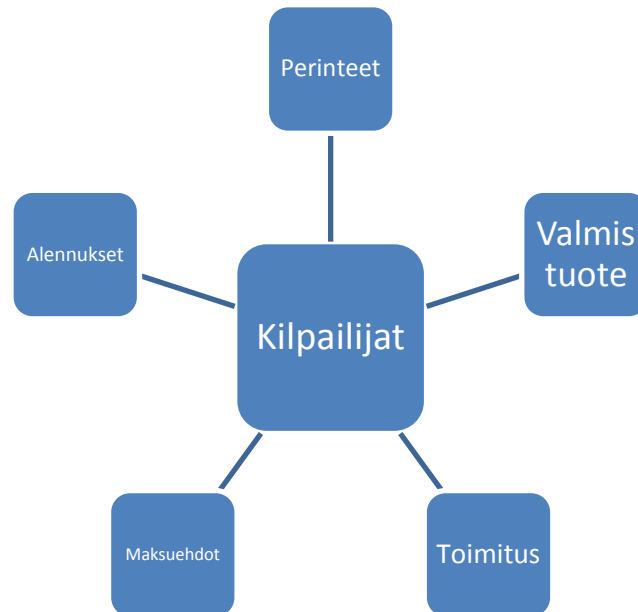 Perinteet
Alennukset
Valmis
tuote
Kilpailijat
Maksuehdot
Toimitus